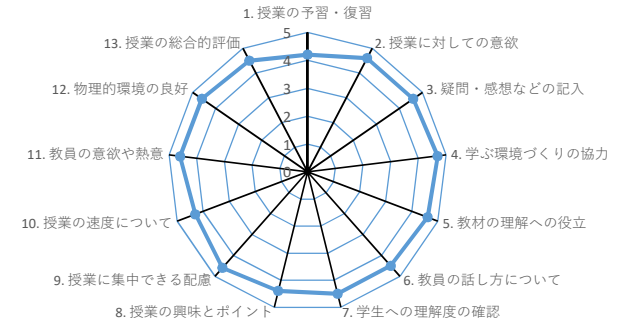 1. 授業の予習・復習
2. 授業に対しての意欲
3. 疑問・感想などの記入
4. 学ぶ環境づくりの協力
5. 教材の理解への役立
6. 教員の話し方について
7. 学生への理解度の確認
8. 授業の興味とポイント
9. 授業に集中できる配慮
10. 授業の速度について
11. 教員の意欲や熱意
12. 物理的環境の良好
13. 授業の総合的評価
5
4
3
2
1
0